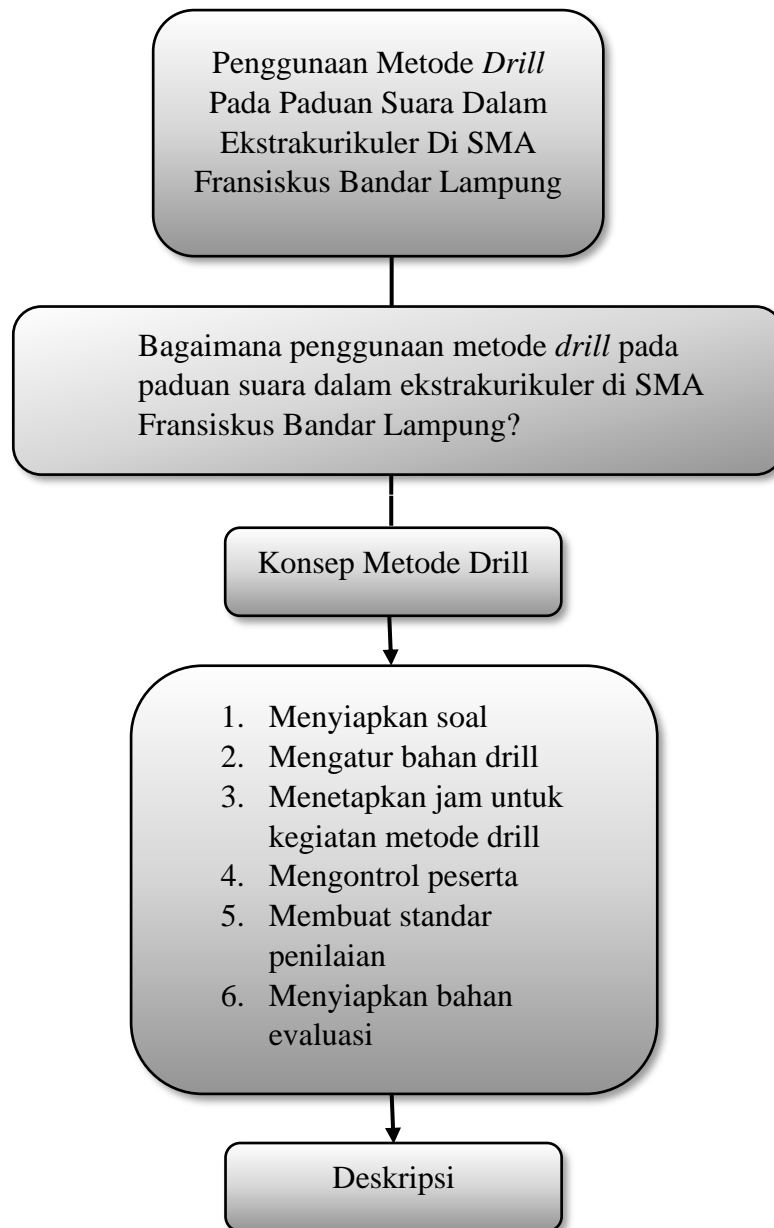 Penggunaan Metode Drill
Pada Paduan Suara Dalam
Ekstrakurikuler Di SMA
Fransiskus Bandar Lampung
Bagaimana penggunaan metode drill pada
paduan suara dalam ekstrakurikuler di SMA
Fransiskus Bandar Lampung?
Konsep Metode Drill
1. Menyiapkan soal
2. Mengatur bahan drill
3. Menetapkan jam untuk
kegiatan metode drill
4. Mengontrol peserta
5. Membuat standar
penilaian
6. Menyiapkan bahan
evaluasi
Deskripsi